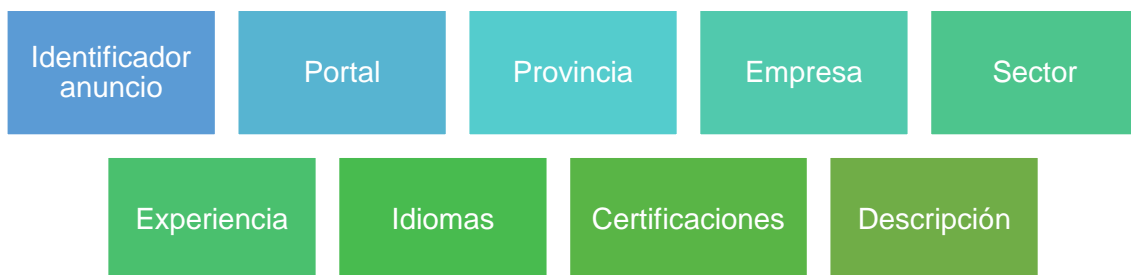 Identificador
anuncio
Portal
Provincia
Empresa
Sector
Experiencia
Idiomas
Certificaciones
Descripción